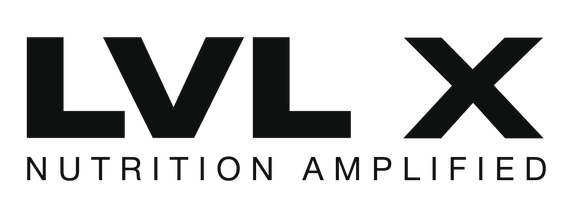 LVL X
NUTRITION AMPLIFIED